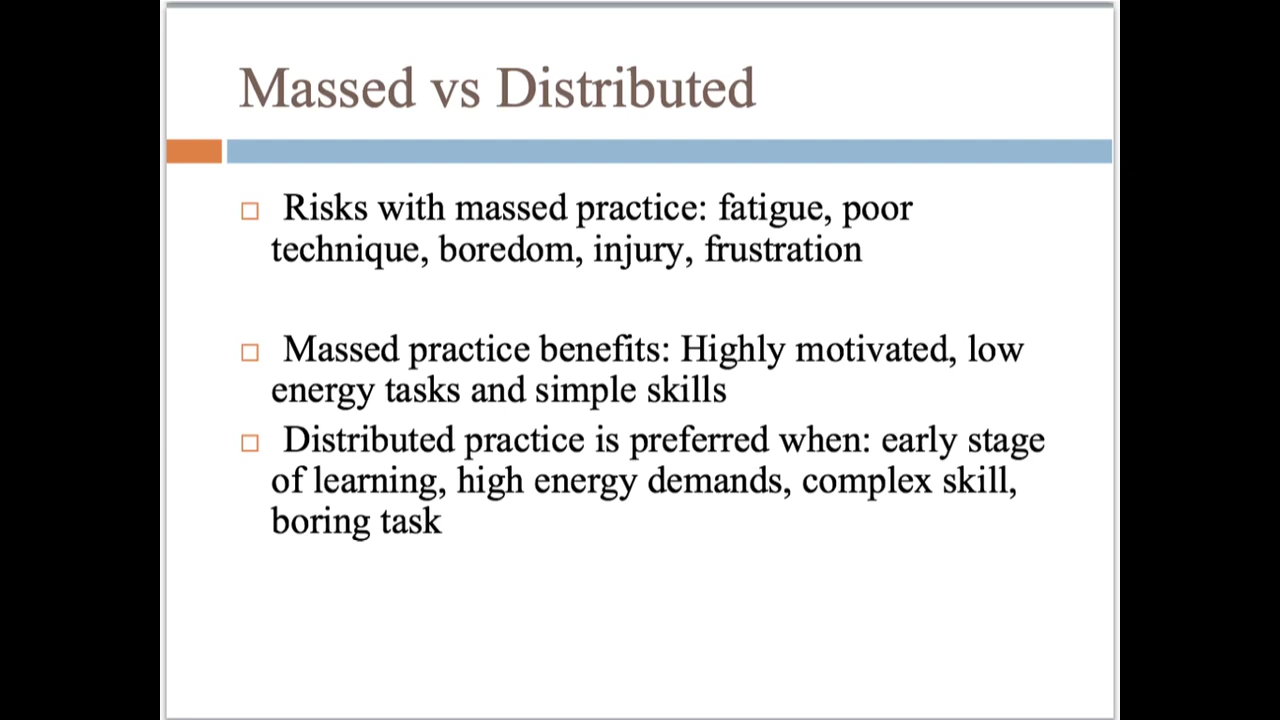 Massed vs Distributed
Risks with massed practice: fatigue, poor
technique, boredom, injury, frustration
Massed practice benefits: Highly motivated, low
energy tasks and simple skills
Distributed practice is preferred when: early stage
of learning, high energy demands, complex skill,
boring task